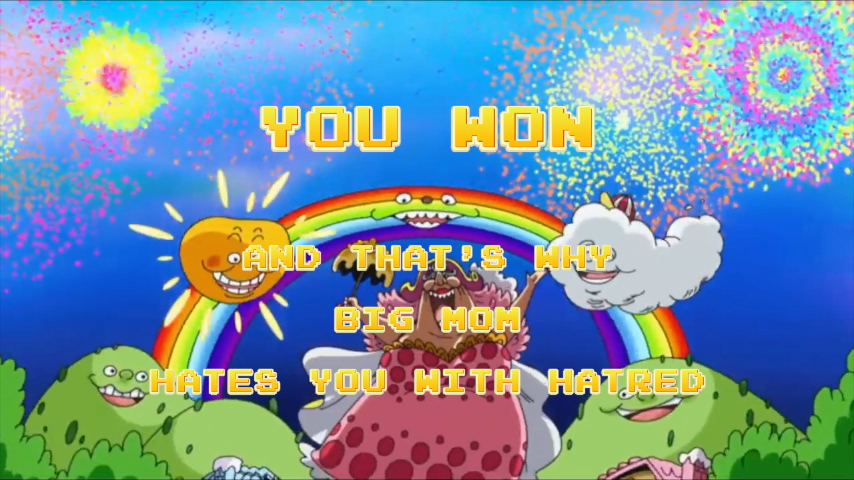 YOU WON
AND THAT'S WHY
BIG MOM
HATES YOU WITH HATRED